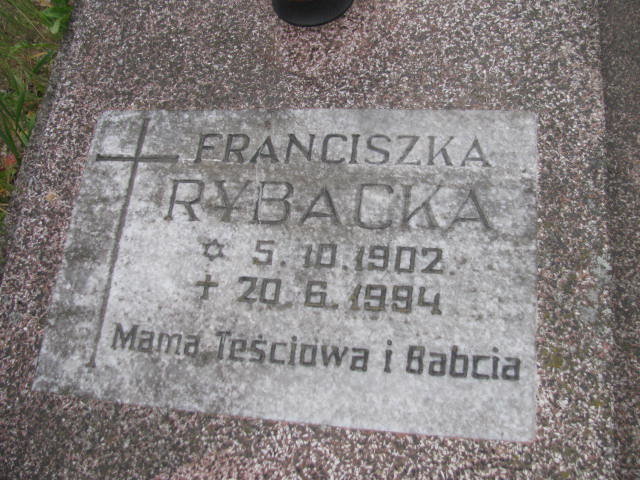 FRANCISZKA
RYBACKA
✡ 5.10.1902.
✝ 20.6.1994
Mama Teściowa i Babcia